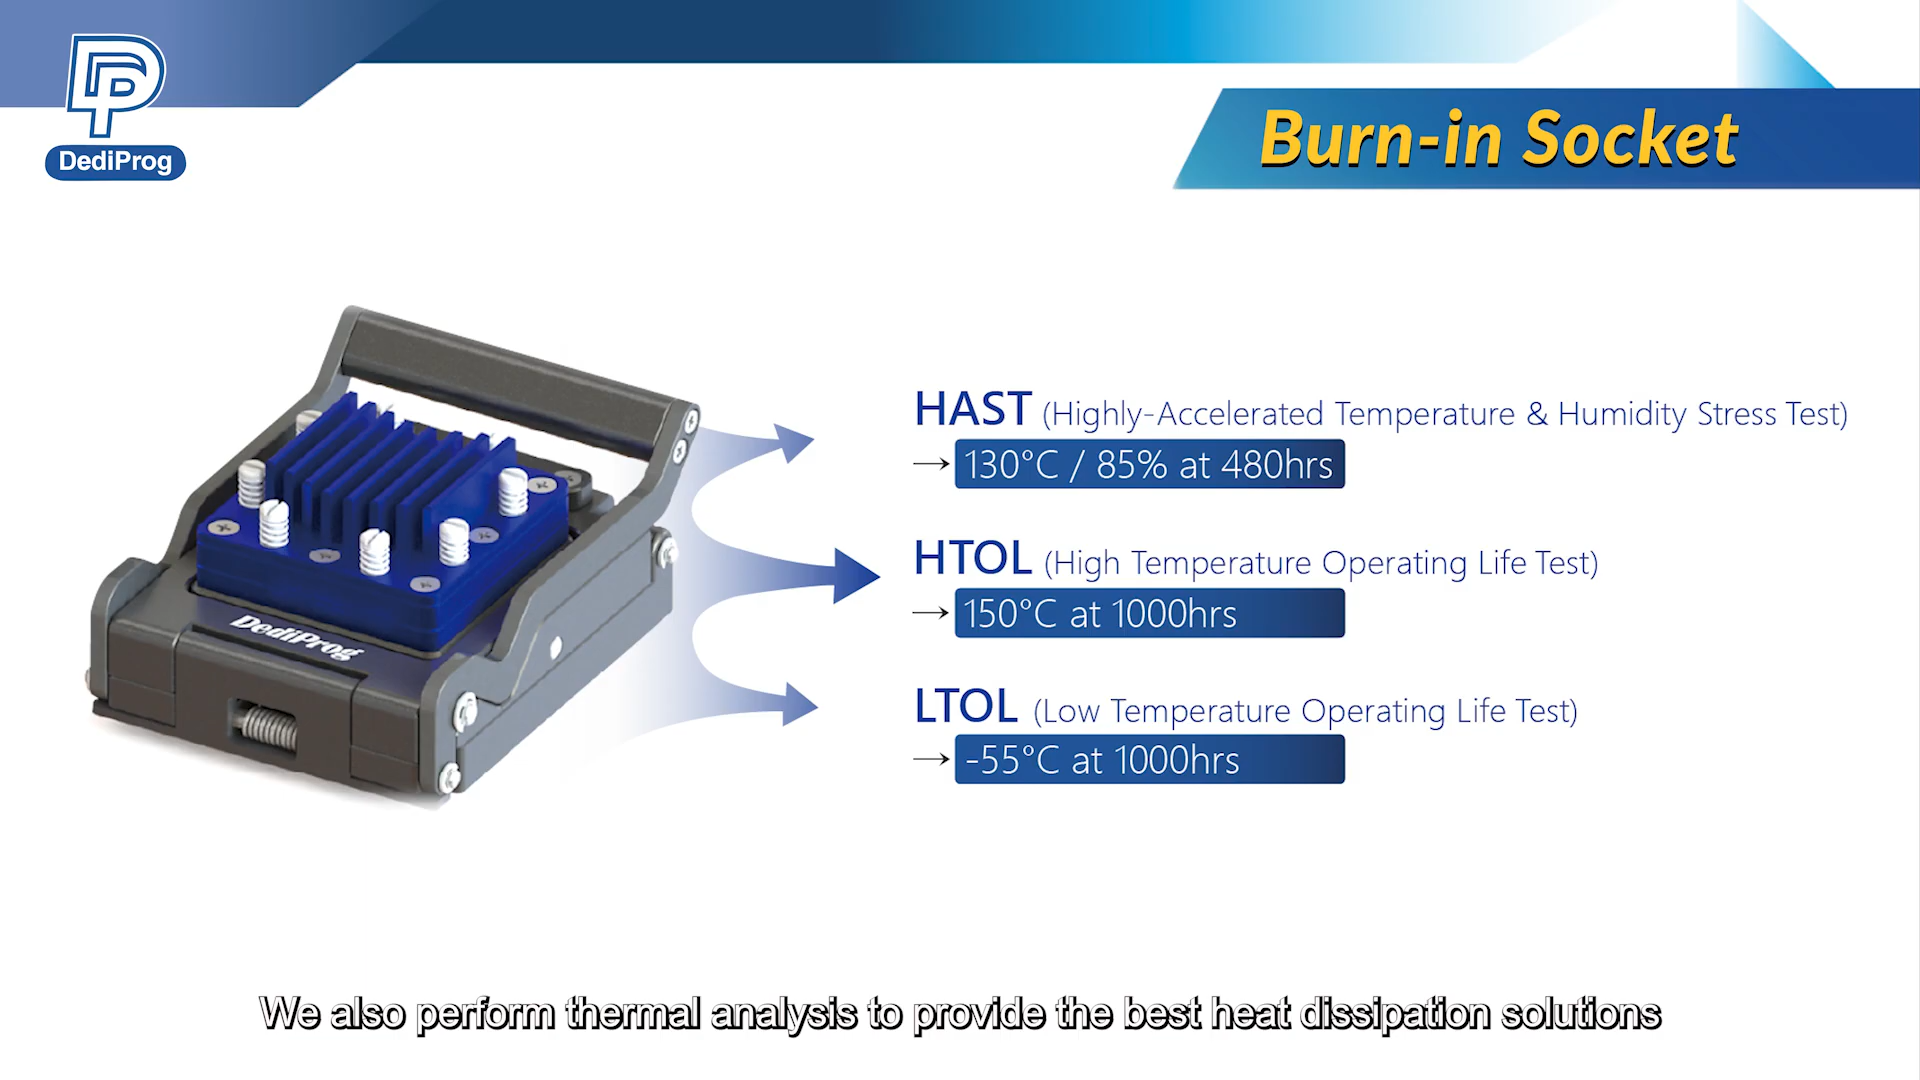 DediProg
Burn-in Socket
DediProg
HAST (Highly-Accelerated Temperature & Humidity Stress Test)
→ 130°C / 85% at 480hrs
HTOL (High Temperature Operating Life Test)
→ 150°C at 1000hrs
LTOL (Low Temperature Operating Life Test)
→ -55°C at 1000hrs
We also perform thermal analysis to provide the best heat dissipation solutions